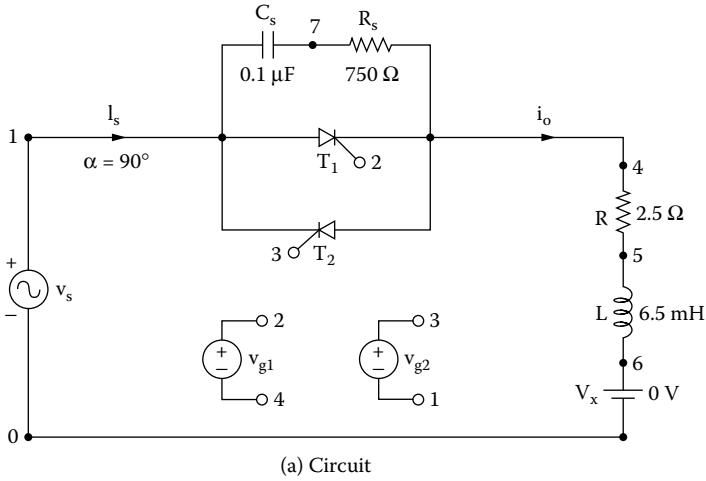 C_s
7
R_s
0.1 μF
750 Ω
l_s
i_o
1
α = 90°
T_1
2
4
R
2.5 Ω
3
T_2
5
+
v_s
−
L
6.5 mH
2
3
+
−
v_g1
+
−
v_g2
6
4
1
V_x
0 V
0
(a) Circuit